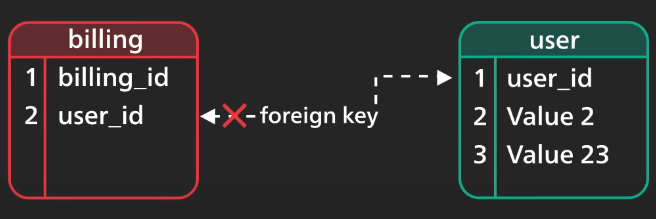 billing
1 billing_id
2 user_id
foreign key
user
1 user_id
2 Value 2
3 Value 23